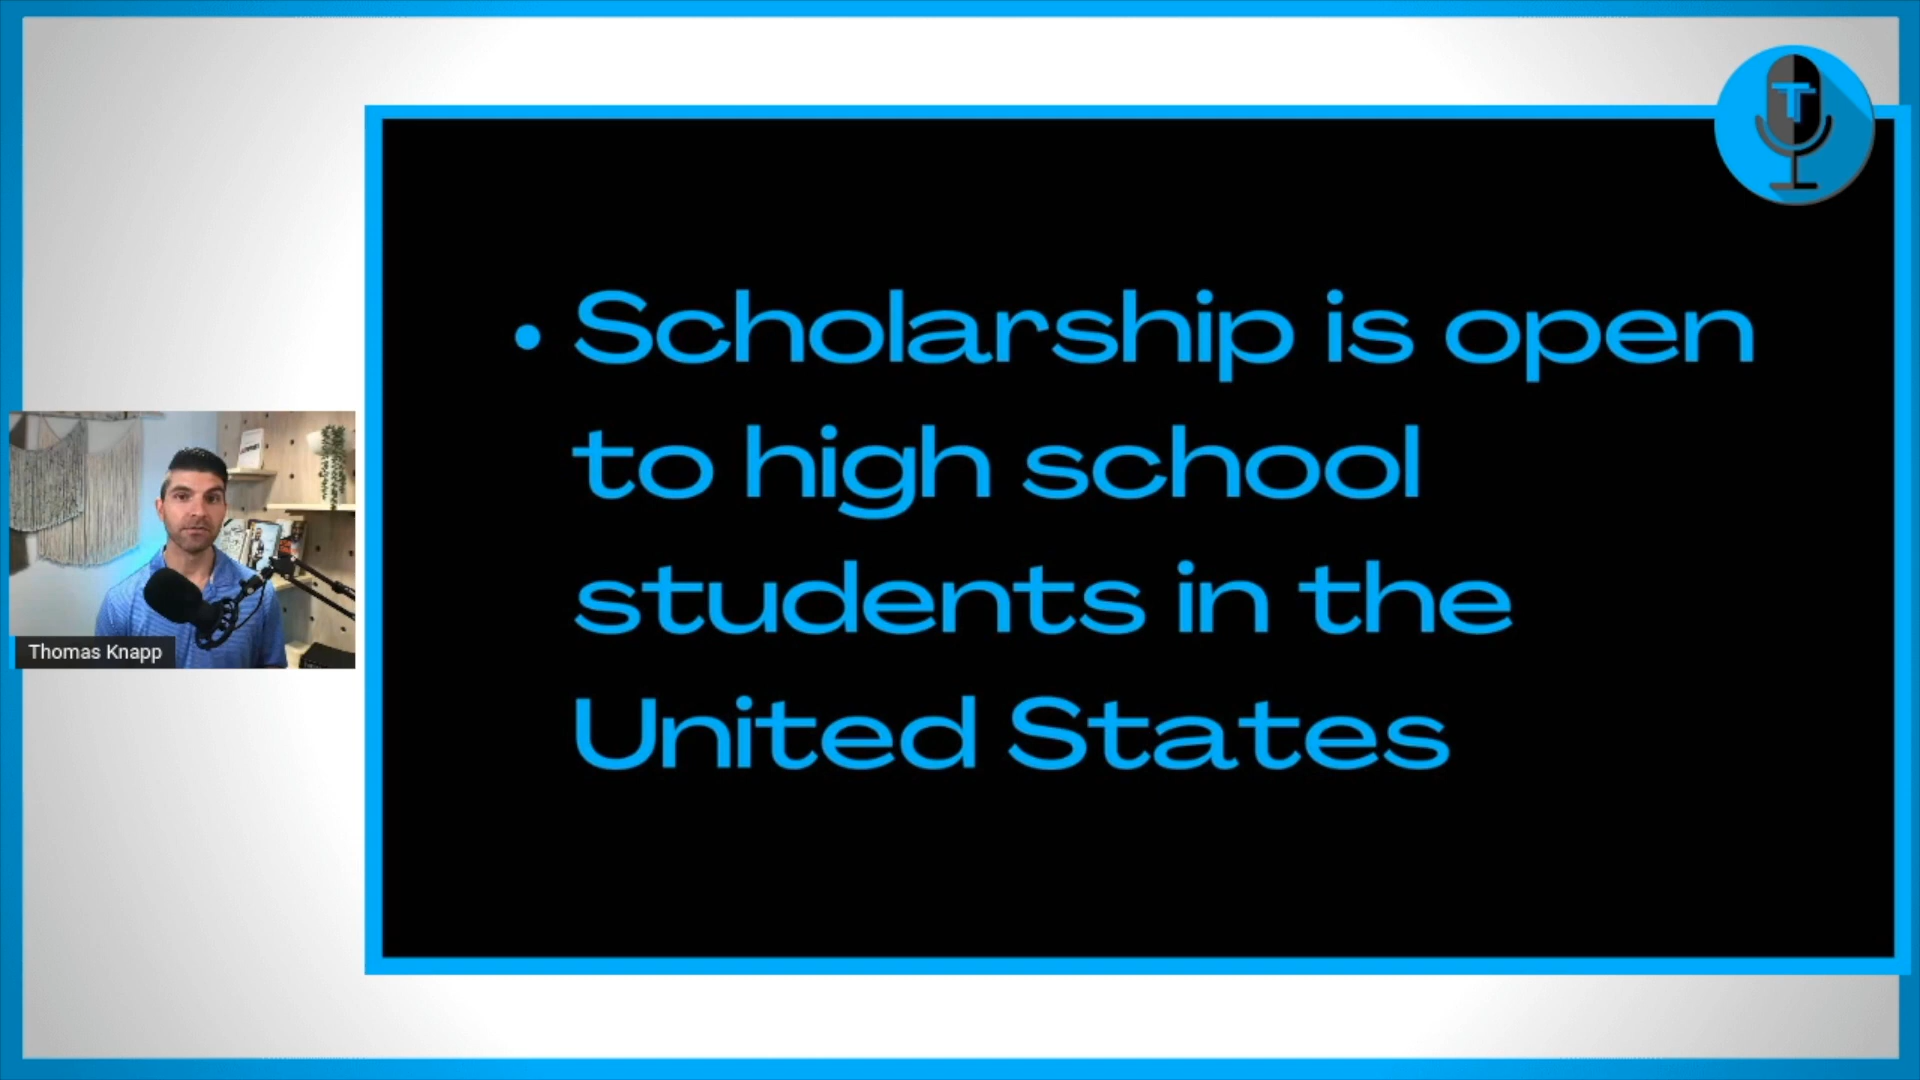 • Scholarship is open
to high school
students in the
United States
T
Thomas Knapp